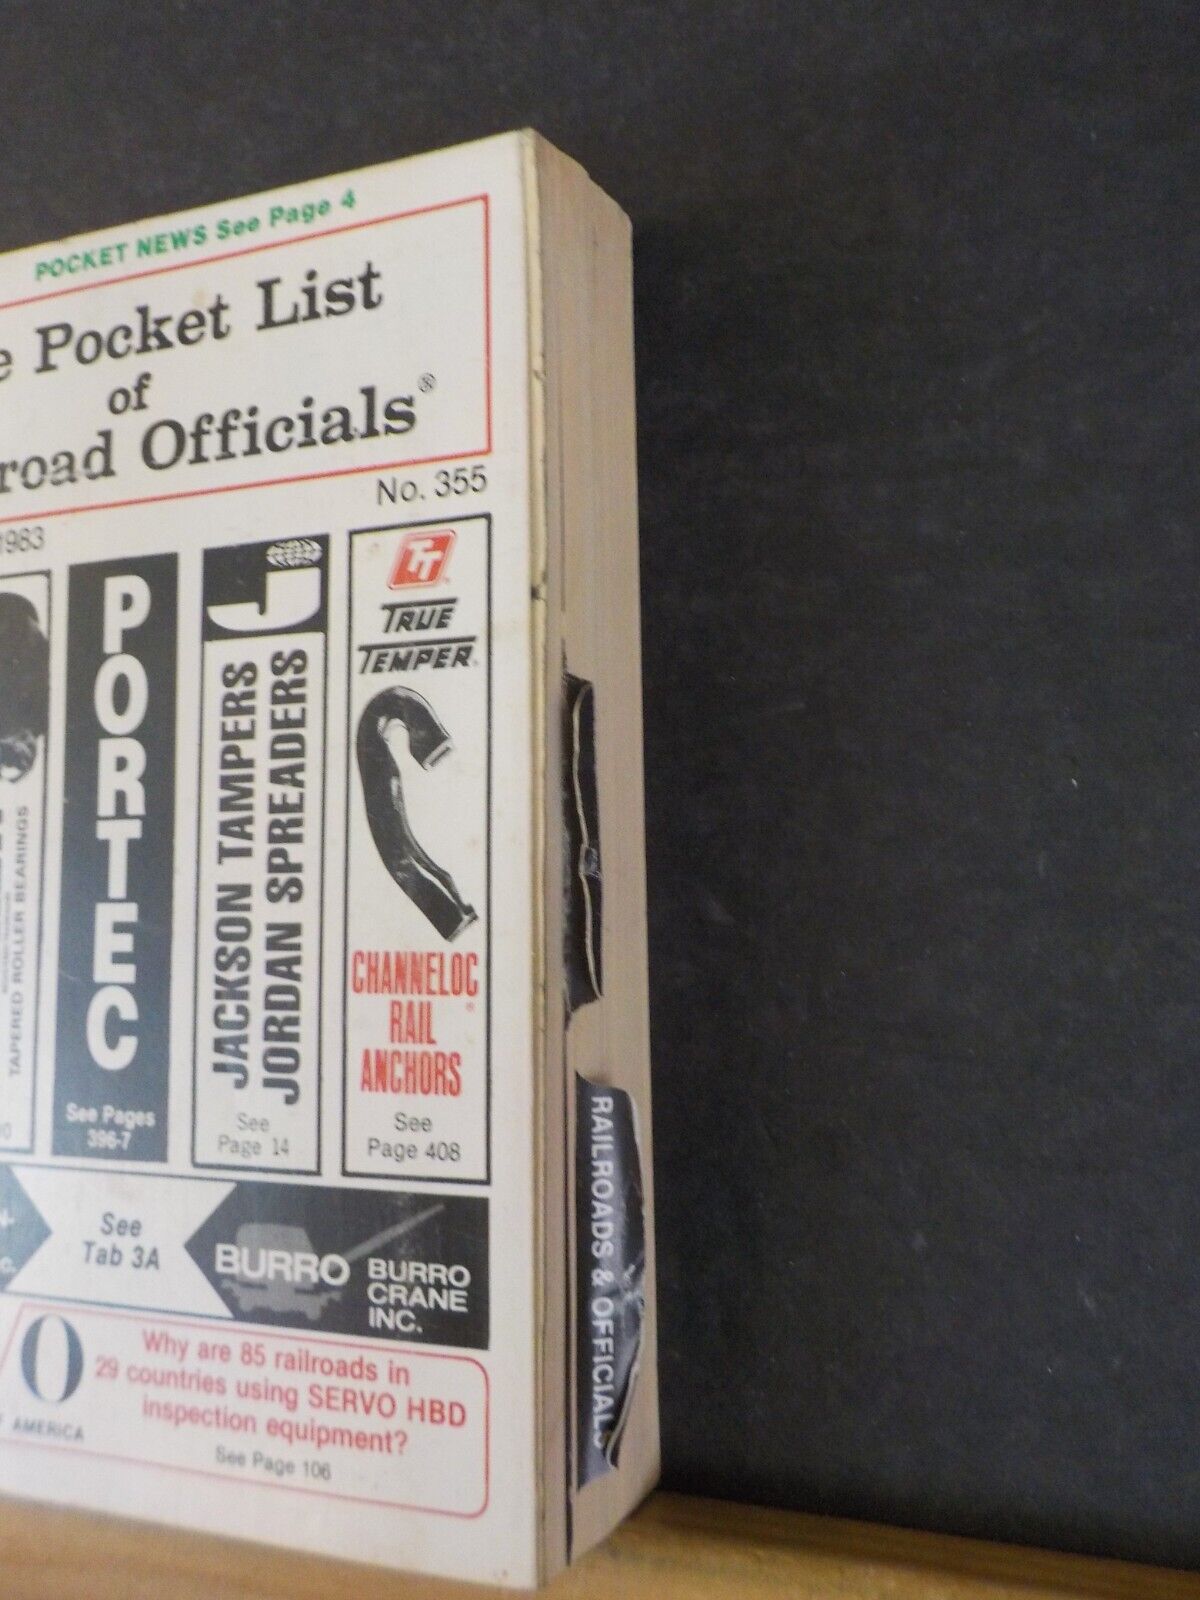 POCKET NEWS See Page 4
Pocket List
of
road Officials®
1983
No. 355
TAPERED ROLLER BEARINGS
PORTEC
See Pages
396-7
J
JACKSON TAMPERS
JORDAN SPREADERS
See
Page 14
TT
TRUE
TEMPER®
CHANNELOC®
RAIL
ANCHORS
See
Page 408
See
Tab 3A
BURRO
BURRO
CRANE
INC.
O
AMERICA
Why are 85 railroads in
29 countries using SERVO HBD
inspection equipment?
See Page 106
RAILROADS & OFFICIALS